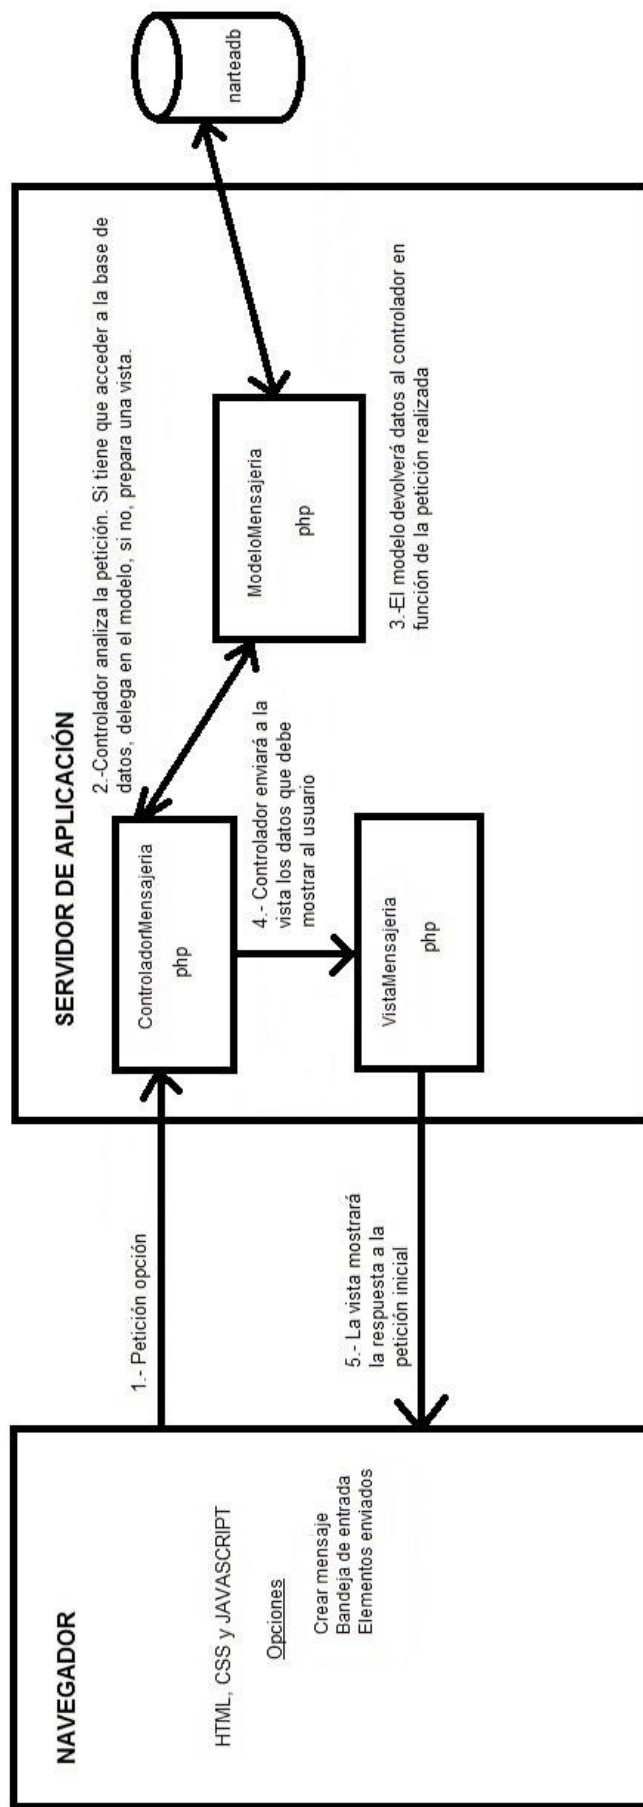 NAVEGADOR
HTML, CSS y JAVASCRIPT
Opciones
Crear mensaje
Bandeja de entrada
Elementos enviados
1.- Petición opción
5.- La vista mostrará
la respuesta a la
petición inicial
SERVIDOR DE APLICACIÓN
2.-Controlador analiza la petición. Si tiene que acceder a la base de
datos, delega en el modelo, si no, prepara una vista.
ControladorMensajeria
php
4.- Controlador enviará a la
vista los datos que debe
mostrar al usuario
VistaMensajeria
php
ModeloMensajeria
php
3.-El modelo devolverá datos al controlador en
función de la petición realizada
narteadb